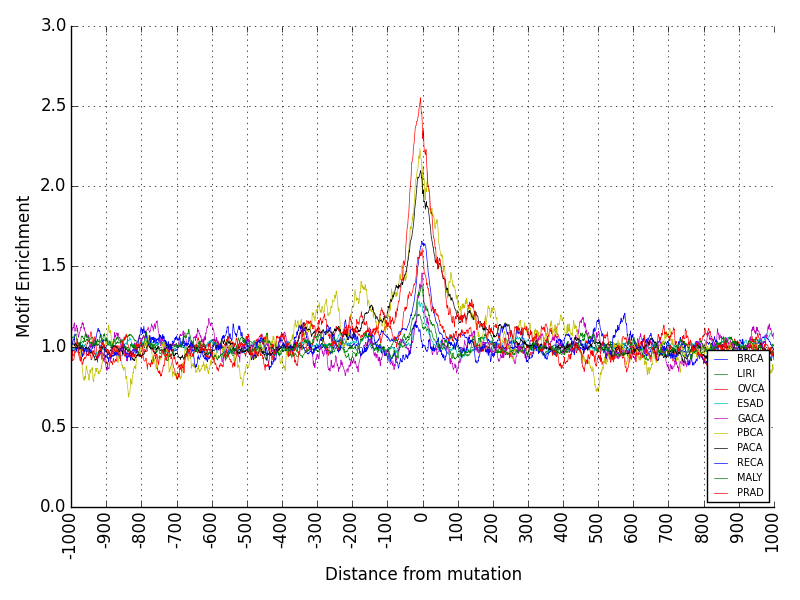 3.0
2.5
2.0
1.5
1.0
0.5
0.0
Motif Enrichment
BRCA
LIRI
OVCA
ESAD
GACA
PBCA
PACA
RECA
MALY
PRAD
-1000 -900 -800 -700 -600 -500 -400 -300 -200 -100 0 100 200 300 400 500 600 700 800 900 1000
Distance from mutation